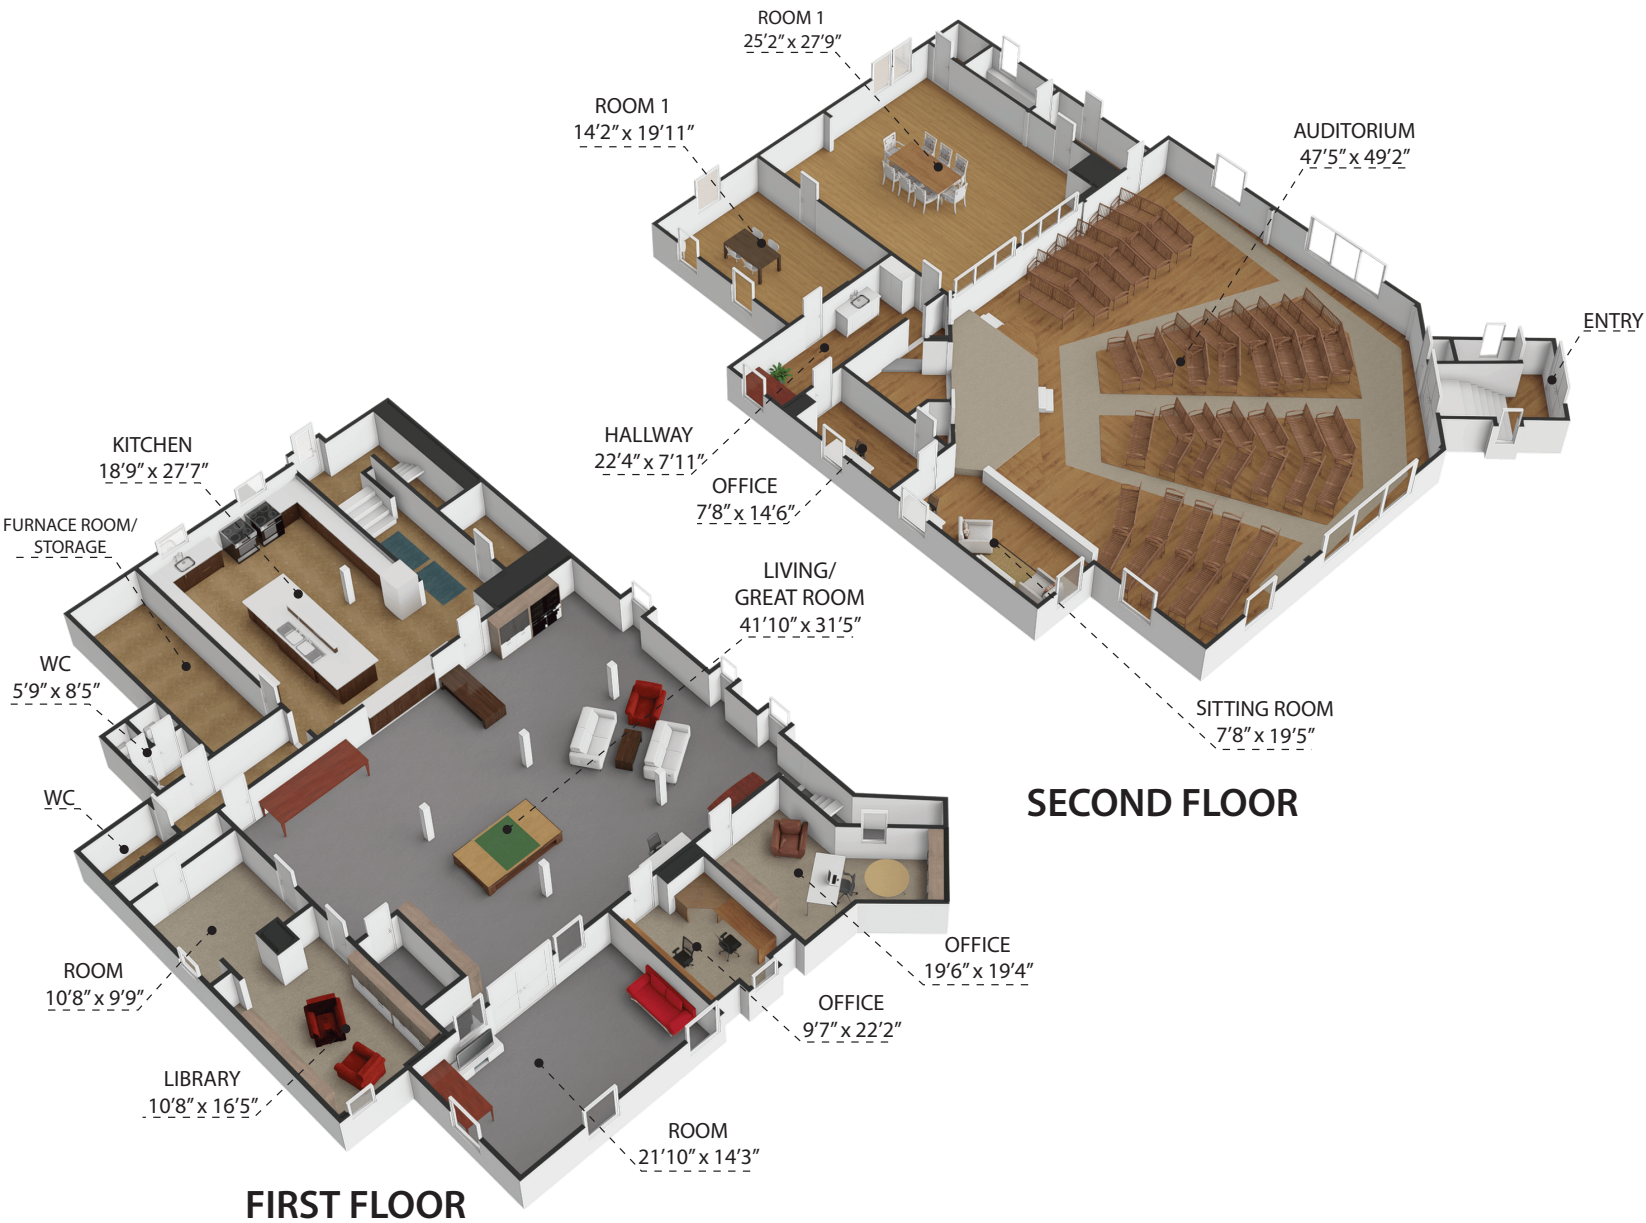 ROOM 1
25’2” x 27’9”
ROOM 1
14’2” x 19’11”
AUDITORIUM
47’5” x 49’2”
ENTRY
HALLWAY
22’4” x 7’11”
OFFICE
7’8” x 14’6”
SITTING ROOM
7’8” x 19’5”
SECOND FLOOR
KITCHEN
18’9” x 27’7”
FURNACE ROOM/
STORAGE
LIVING/
GREAT ROOM
41’10” x 31’5”
WC
5’9” x 8’5”
WC
ROOM
10’8” x 9’9”
LIBRARY
10’8” x 16’5”
OFFICE
19’6” x 19’4”
OFFICE
9’7” x 22’2”
ROOM
21’10” x 14’3”
FIRST FLOOR